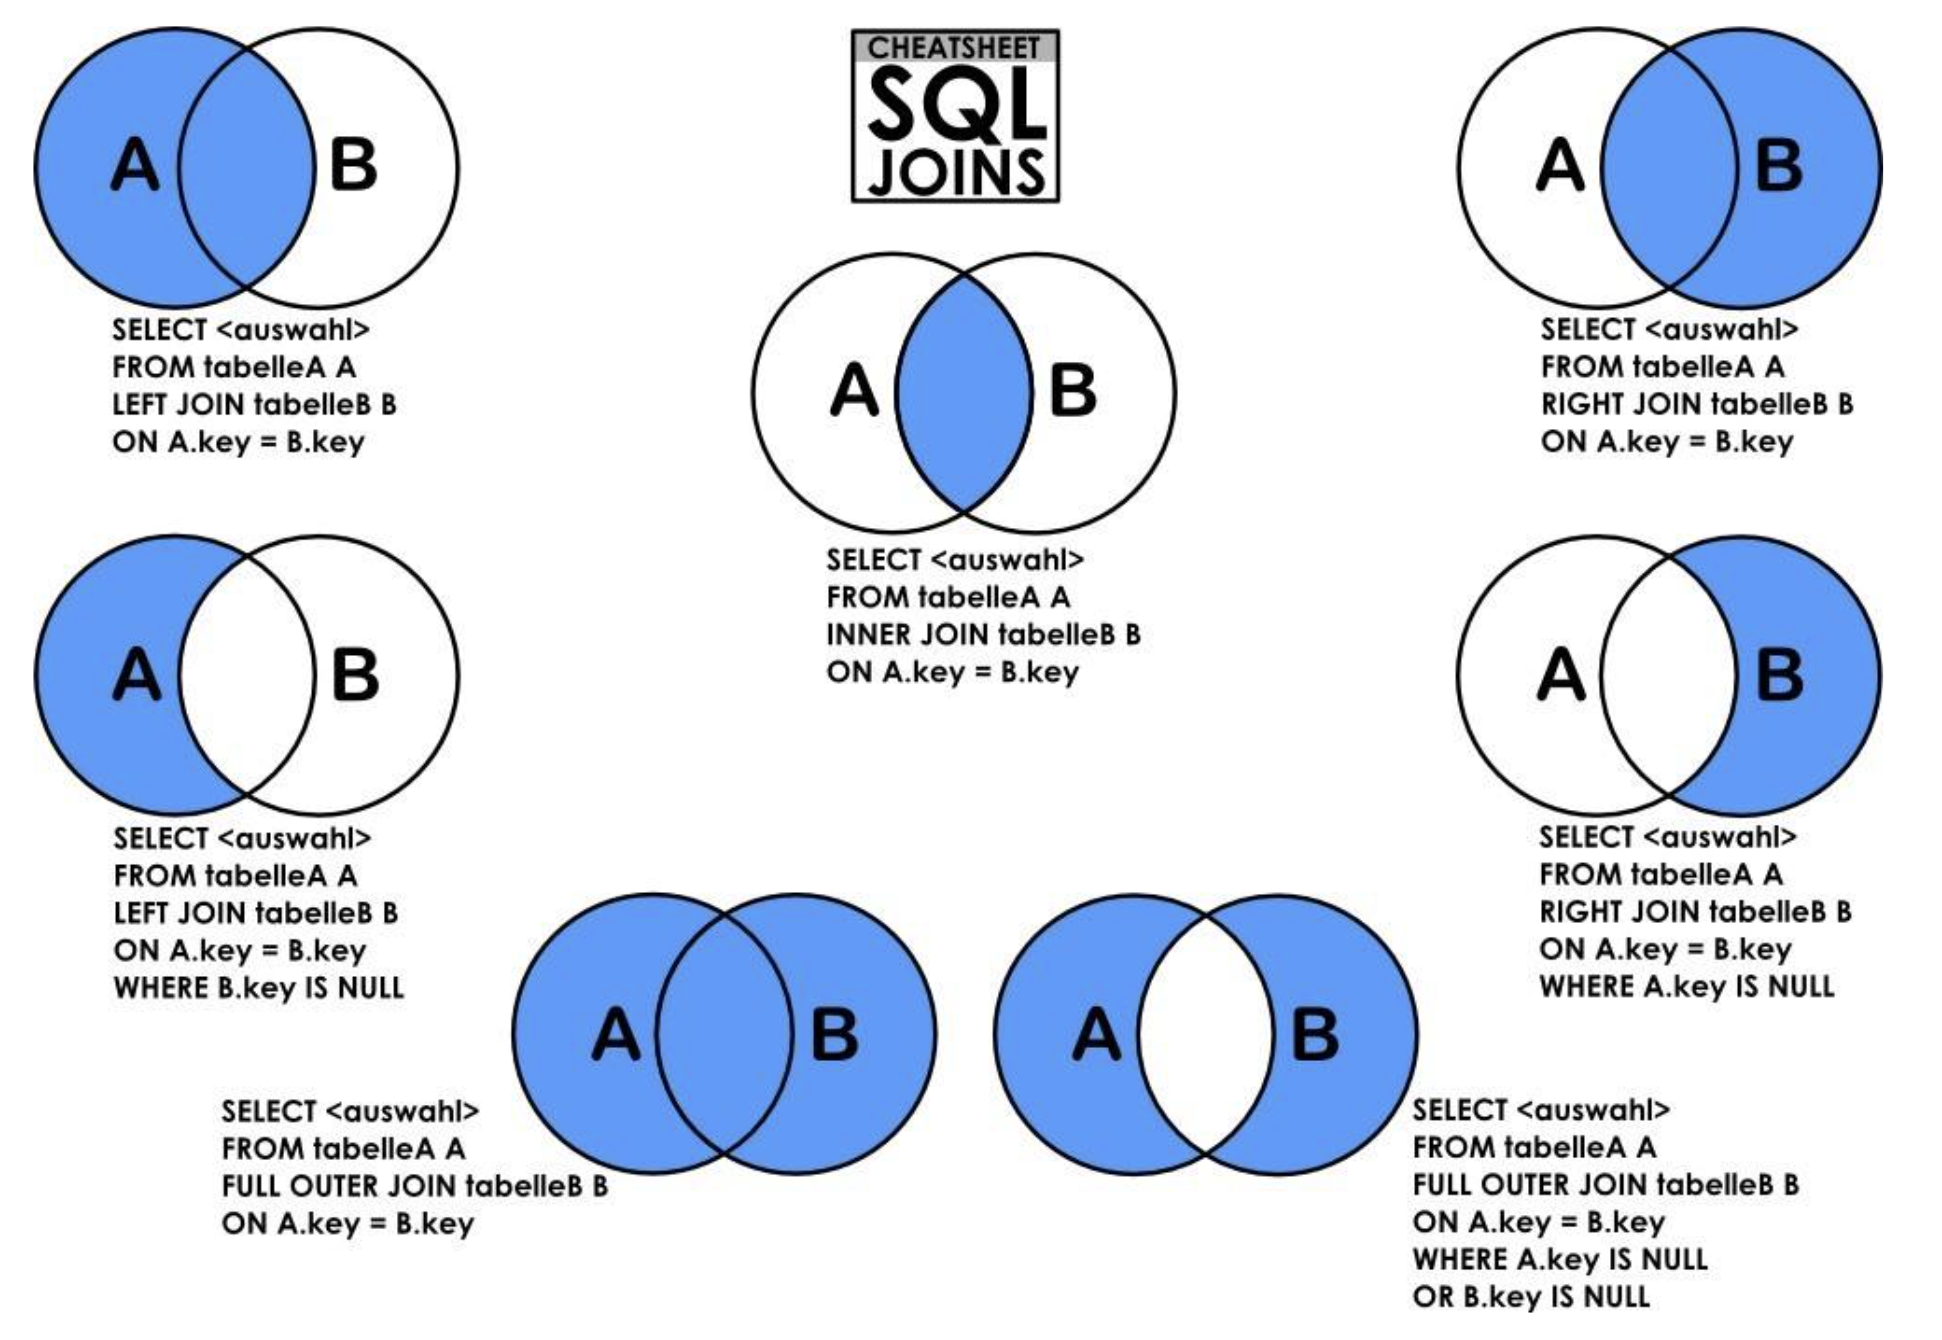 CHEATSHEET
SQL
JOINS
A B
SELECT <auswahl>
FROM tabelleA A
LEFT JOIN tabelleB B
ON A.key = B.key
A B
SELECT <auswahl>
FROM tabelleA A
INNER JOIN tabelleB B
ON A.key = B.key
A B
SELECT <auswahl>
FROM tabelleA A
RIGHT JOIN tabelleB B
ON A.key = B.key
A B
SELECT <auswahl>
FROM tabelleA A
LEFT JOIN tabelleB B
ON A.key = B.key
WHERE B.key IS NULL
A B
SELECT <auswahl>
FROM tabelleA A
RIGHT JOIN tabelleB B
ON A.key = B.key
WHERE A.key IS NULL
A B
SELECT <auswahl>
FROM tabelleA A
FULL OUTER JOIN tabelleB B
ON A.key = B.key
A B
SELECT <auswahl>
FROM tabelleA A
FULL OUTER JOIN tabelleB B
ON A.key = B.key
WHERE A.key IS NULL
OR B.key IS NULL